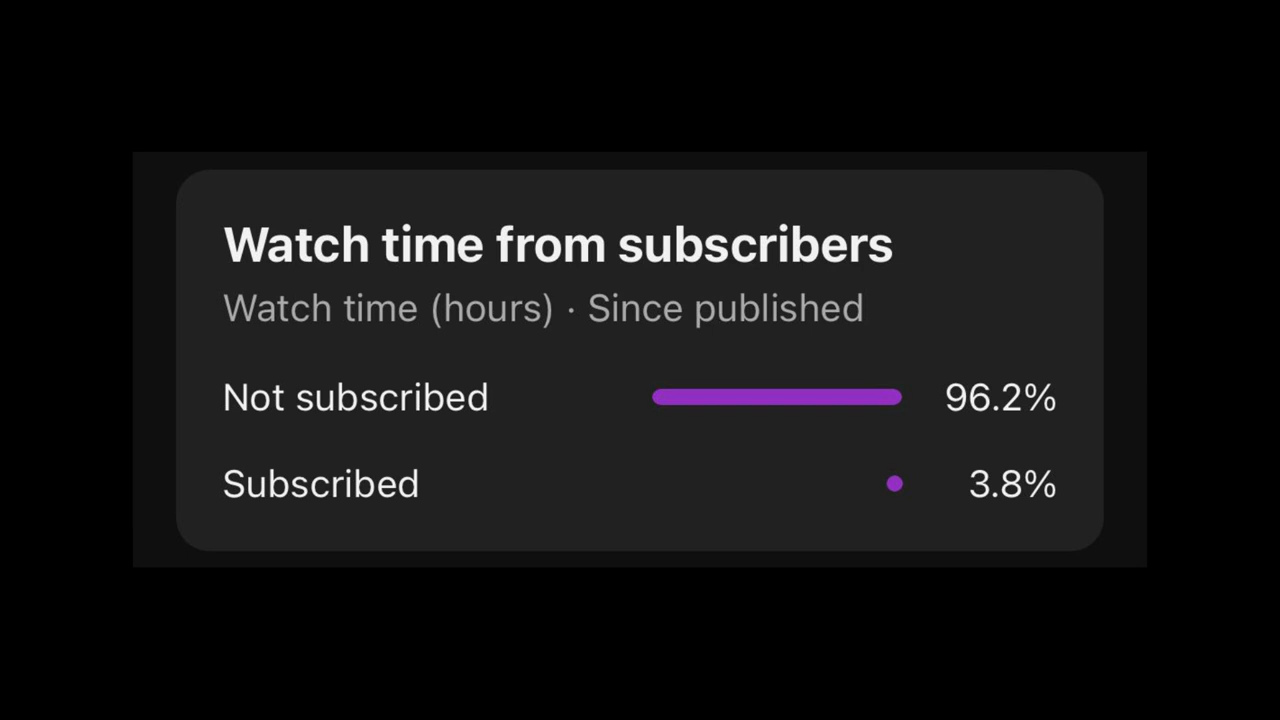 Watch time from subscribers
Watch time (hours) · Since published
Not subscribed 96.2%
Subscribed 3.8%